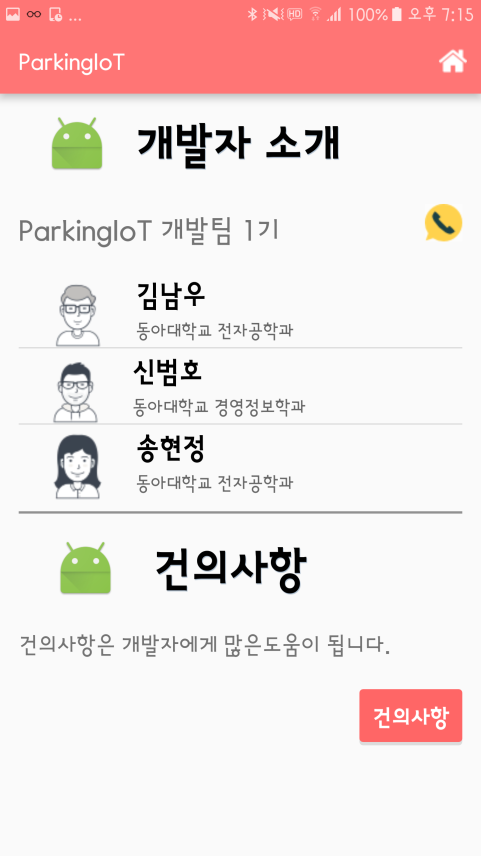 ... HD 100% 오후 7:15
ParkingIoT
개발자 소개
ParkingIoT 개발팀 1기
김남우
동아대학교 전자공학과
신범호
동아대학교 경영정보학과
송현정
동아대학교 전자공학과
건의사항
건의사항은 개발자에게 많은도움이 됩니다.
건의사항